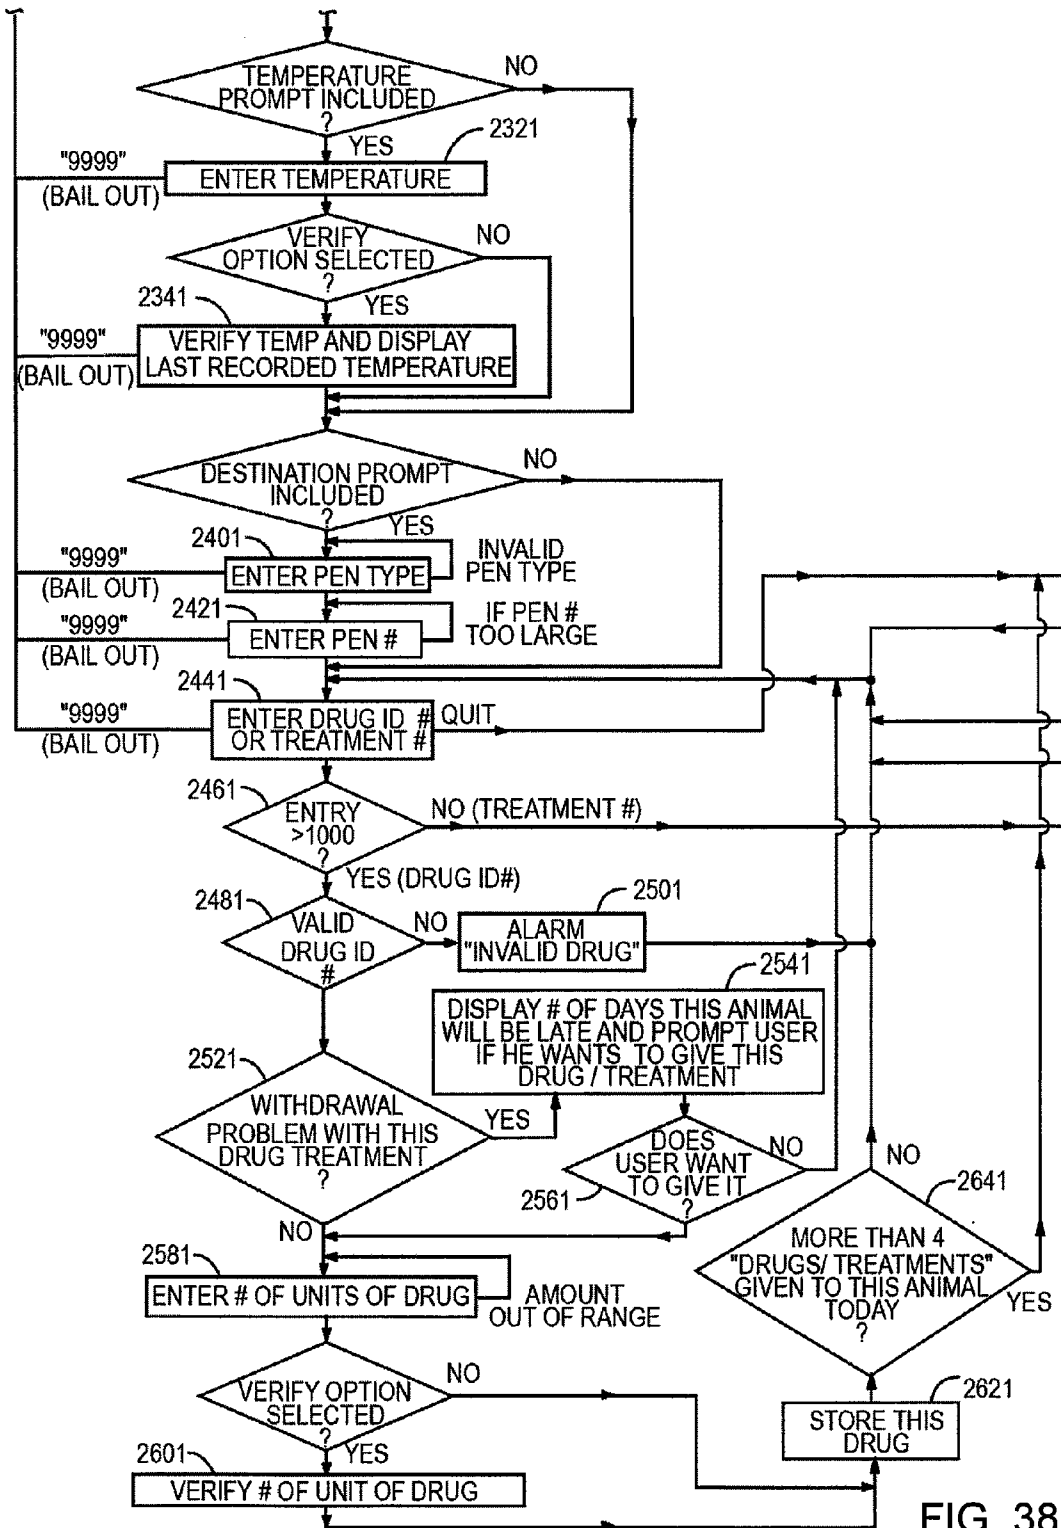 TEMPERATURE
PROMPT INCLUDED
?
NO
YES
2321
"9999"
(BAIL OUT)
ENTER TEMPERATURE
VERIFY
OPTION SELECTED
?
NO
YES
2341
"9999"
(BAIL OUT)
VERIFY TEMP AND DISPLAY
LAST RECORDED TEMPERATURE
DESTINATION PROMPT
INCLUDED
?
NO
YES
2401
"9999"
(BAIL OUT)
ENTER PEN TYPE
INVALID
PEN TYPE
2421
"9999"
(BAIL OUT)
ENTER PEN #
IF PEN #
TOO LARGE
2441
"9999"
(BAIL OUT)
ENTER DRUG ID #
OR TREATMENT #
QUIT
2461
ENTRY
>1000
?
NO (TREATMENT #)
YES (DRUG ID#)
2481
VALID
DRUG ID
#
NO
2501
ALARM
"INVALID DRUG"
2541
DISPLAY # OF DAYS THIS ANIMAL
WILL BE LATE AND PROMPT USER
IF HE WANTS TO GIVE THIS
DRUG / TREATMENT
2521
WITHDRAWAL
PROBLEM WITH THIS
DRUG TREATMENT
?
YES
NO
DOES
USER WANT
TO GIVE IT
?
NO
2561
NO
2641
MORE THAN 4
"DRUGS/ TREATMENTS"
GIVEN TO THIS ANIMAL
TODAY
?
YES
2581
ENTER # OF UNITS OF DRUG
AMOUNT
OUT OF RANGE
VERIFY OPTION
SELECTED
?
NO
YES
2621
STORE THIS
DRUG
2601
VERIFY # OF UNIT OF DRUG
FIG. 38